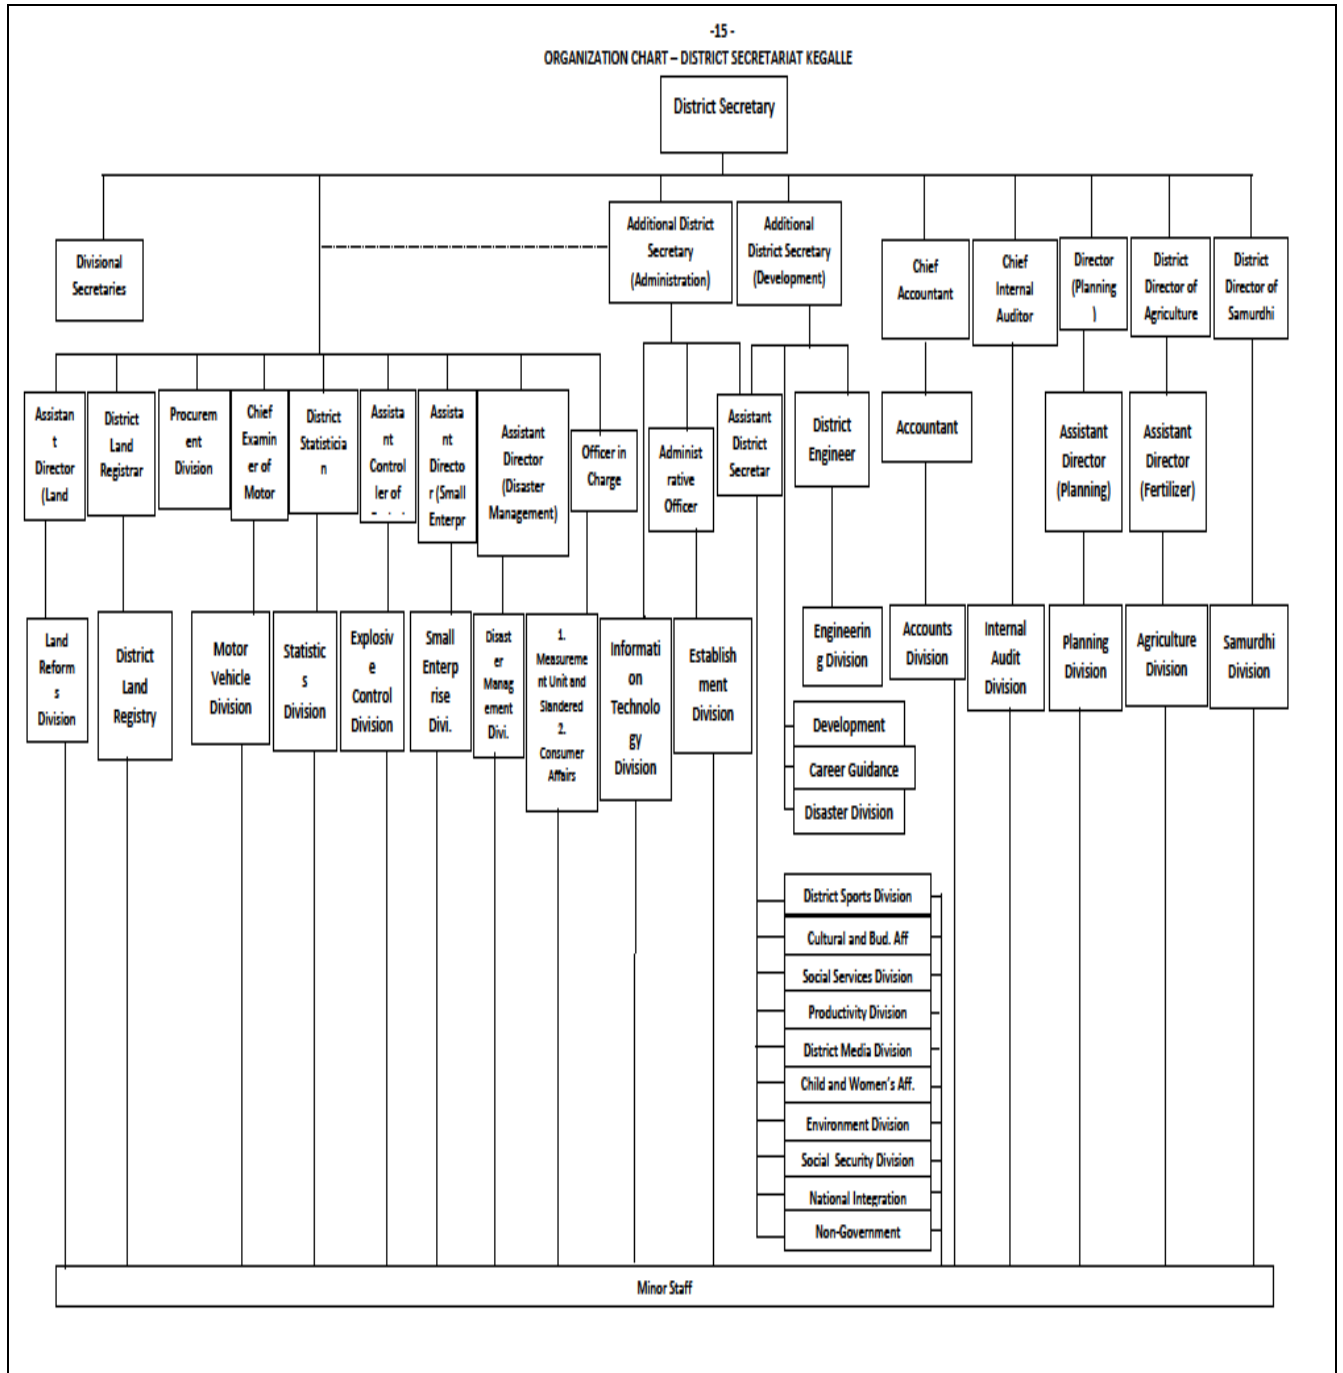 -15 -
ORGANIZATION CHART – DISTRICT SECRETARIAT KEGALLE
District Secretary
Divisional
Secretaries
Additional District
Secretary
(Administration)
Additional
District Secretary
(Development)
Chief
Accountant
Chief
Internal
Auditor
Director
(Planning
)
District
Director of
Agriculture
District
Director of
Samurdhi
Assistan
t
Director
(Land
District
Land
Registrar
Procurem
ent
Division
Chief
Examin
er of
Motor
District
Statisticia
n
Assista
nt
Control
ler of
Assista
nt
Directo
r (Small
Enterpr
Assistant
Director
(Disaster
Management)
Officer in
Charge
Administ
rative
Officer
Assistant
District
Secretar
District
Engineer
Accountant
Assistant
Director
(Planning)
Assistant
Director
(Fertilizer)
Land
Reform
s
Division
District
Land
Registry
Motor
Vehicle
Division
Statistic
s
Division
Explosiv
e
Control
Division
Small
Enterp
rise
Divi.
Disast
er
Manag
ement
Divi.
1.
Measureme
nt Unit and
Standered
2.
Consumer
Affairs
Informati
on
Technolo
gy
Division
Establish
ment
Division
Engineerin
g Division
Accounts
Division
Internal
Audit
Division
Planning
Division
Agriculture
Division
Samurdhi
Division
Development
Career Guidance
Disaster Division
District Sports Division
Cultural and Bud. Aff
Social Services Division
Productivity Division
District Media Division
Child and Women's Aff.
Environment Division
Social Security Division
National Integration
Non-Government
Minor Staff